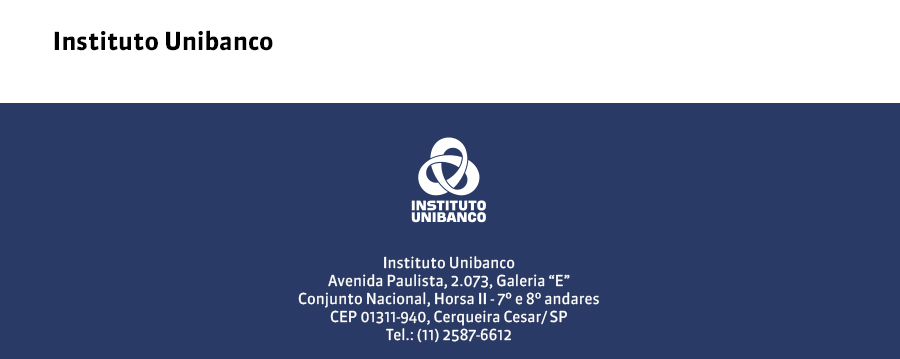 Instituto Unibanco
INSTITUTO
UNIBANCO
Instituto Unibanco
Avenida Paulista, 2.073, Galeria “E”
Conjunto Nacional, Horsa II - 7º e 8º andares
CEP 01311-940, Cerqueira Cesar/ SP
Tel.: (11) 2587-6612